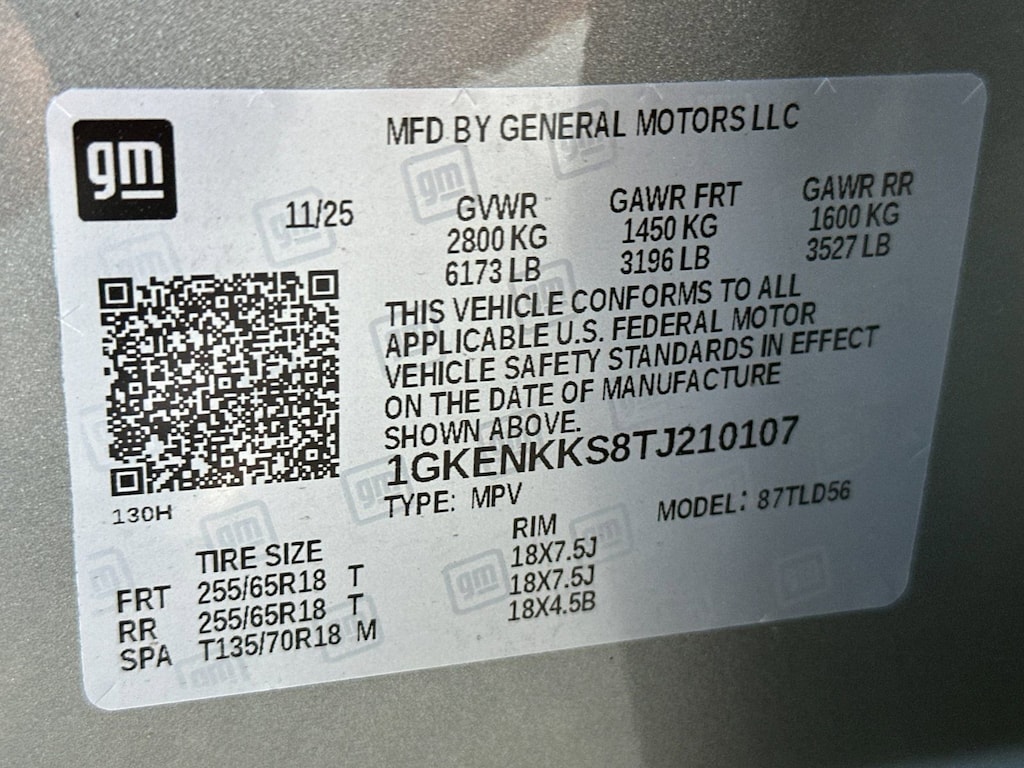 gm
MFD BY GENERAL MOTORS LLC
11/25
GVWR GAWR FRT GAWR RR
2800 KG 1450 KG 1600 KG
6173 LB 3196 LB 3527 LB
THIS VEHICLE CONFORMS TO ALL
APPLICABLE U.S. FEDERAL MOTOR
VEHICLE SAFETY STANDARDS IN EFFECT
ON THE DATE OF MANUFACTURE
SHOWN ABOVE.
1GKENKKS8TJ210107
TYPE: MPV MODEL: 87TLD56
130H
TIRE SIZE RIM
FRT 255/65R18 T 18X7.5J
RR 255/65R18 T 18X7.5J
SPA T135/70R18 M 18X4.5B